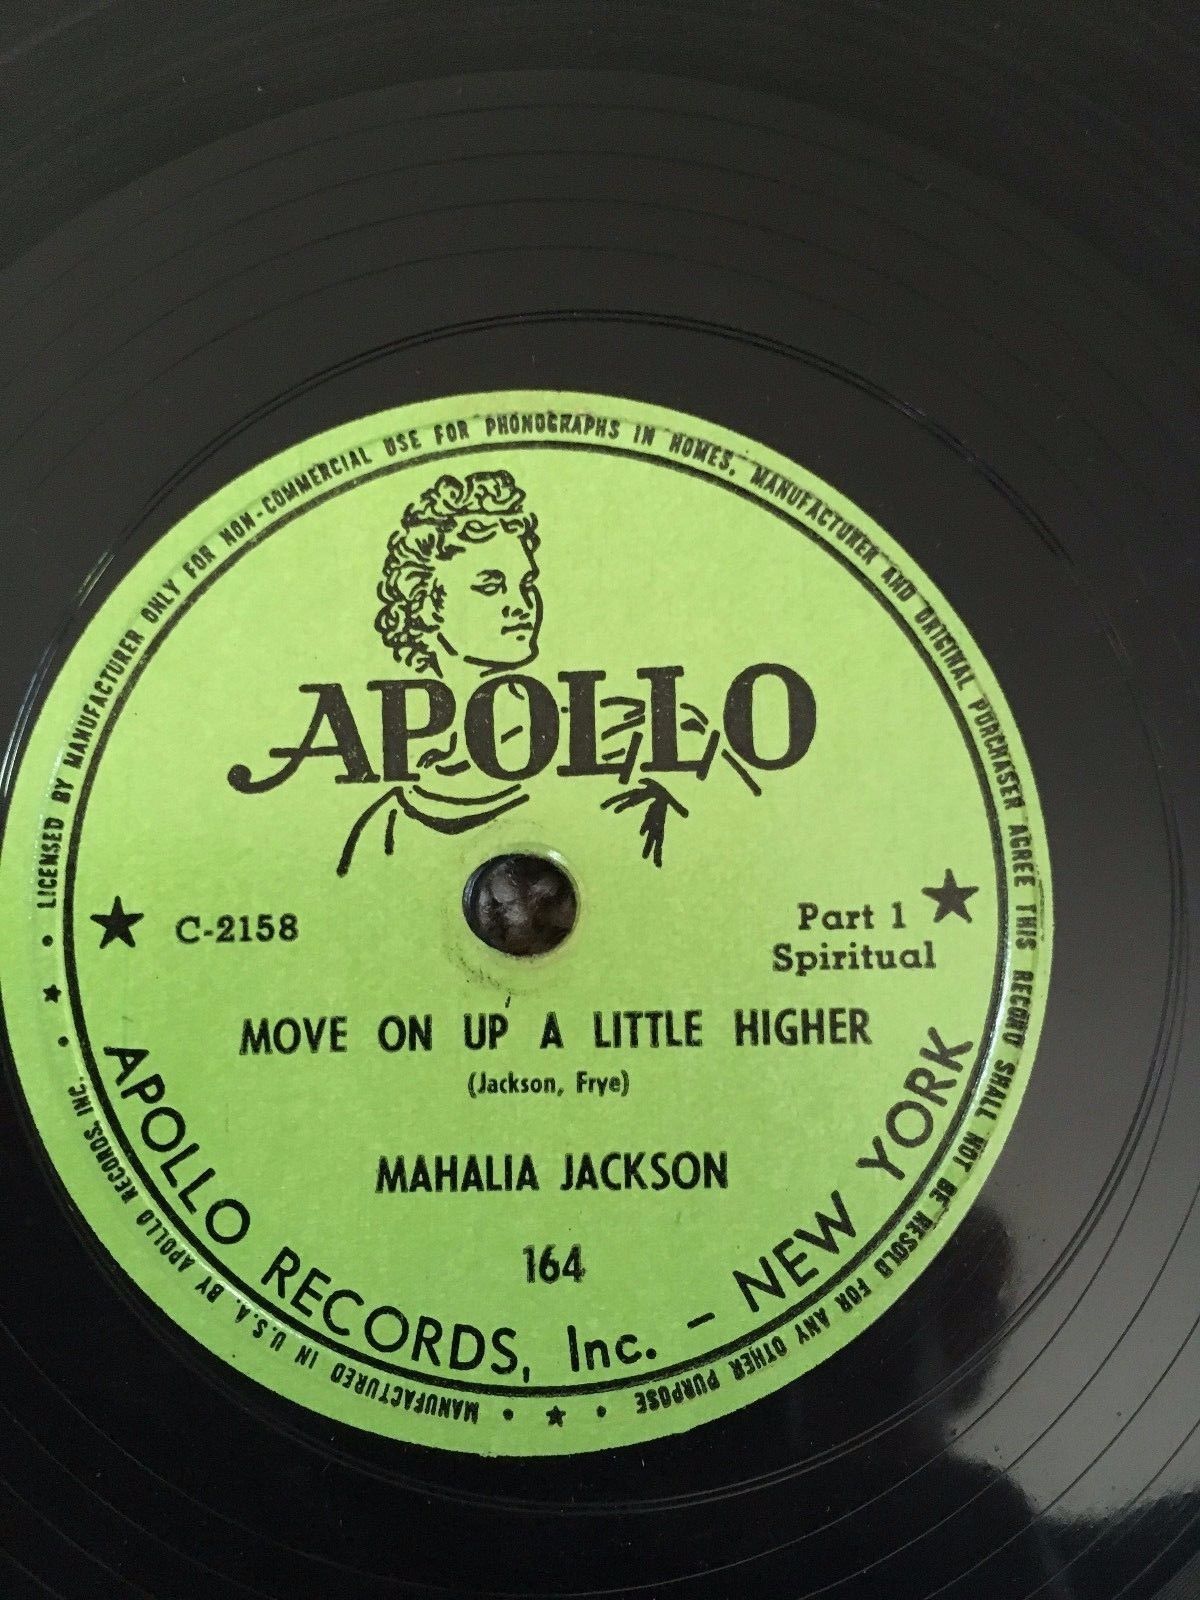 LICENSED BY MANUFACTURER ONLY FOR NON-COMMERCIAL USE FOR PHONOGRAPHS IN HOMES. MANUFACTURER AND ORIGINAL PURCHASER AGREE THIS RECORD SHALL NOT BE RESOLD FOR ANY OTHER PURPOSE
APOLLO
C-2158
Part 1
Spiritual
MOVE ON UP A LITTLE HIGHER
(Jackson, Frye)
MAHALIA JACKSON
164
APOLLO RECORDS, Inc. - NEW YORK
MANUFACTURED IN U.S.A. BY APOLLO RECORDS, INC.